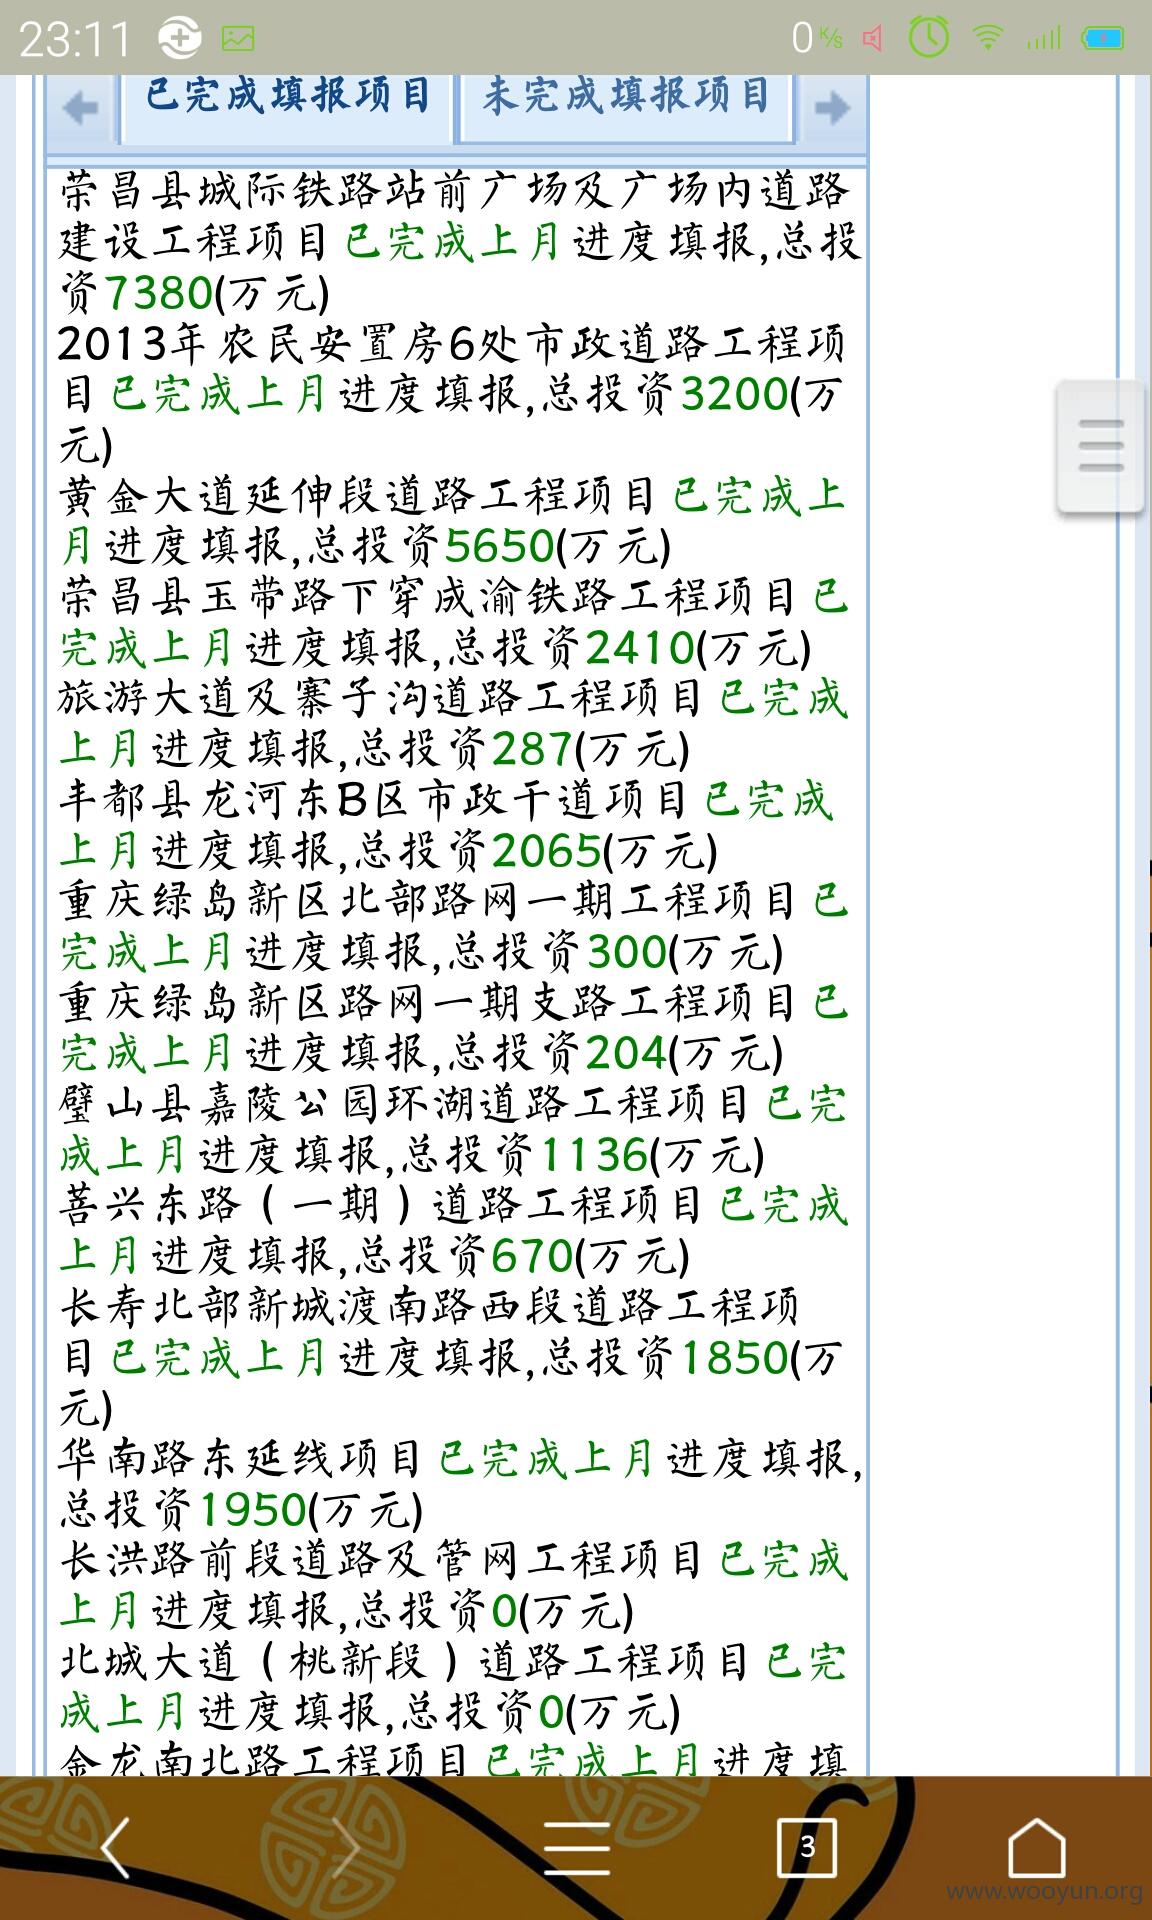 23:11
0 K/s
已完成填报项目 未完成填报项目
荣昌县城际铁路站前广场及广场内道路
建设工程项目已完成上月进度填报,总投
资7380(万元)
2013年农民安置房6处市政道路工程项
目已完成上月进度填报,总投资3200(万
元)
黄金大道延伸段道路工程项目已完成上
月进度填报,总投资5650(万元)
荣昌县玉带路下穿成渝铁路工程项目已
完成上月进度填报,总投资2410(万元)
旅游大道及寨子沟道路工程项目已完成
上月进度填报,总投资287(万元)
丰都县龙河东B区市政干道项目已完成
上月进度填报,总投资2065(万元)
重庆绿岛新区北部路网一期工程项目已
完成上月进度填报,总投资300(万元)
重庆绿岛新区路网一期支路工程项目已
完成上月进度填报,总投资204(万元)
璧山县嘉陵公园环湖道路工程项目已完
成上月进度填报,总投资1136(万元)
菩兴东路（一期）道路工程项目已完成
上月进度填报,总投资670(万元)
长寿北部新城渡南路西段道路工程项
目已完成上月进度填报,总投资1850(万
元)
华南路东延线项目已完成上月进度填报,
总投资1950(万元)
长洪路前段道路及管网工程项目已完成
上月进度填报,总投资0(万元)
北城大道（桃新段）道路工程项目已完
成上月进度填报,总投资0(万元)
金龙南北路工程项目已完成上月进度填
3
www.wooyun.org